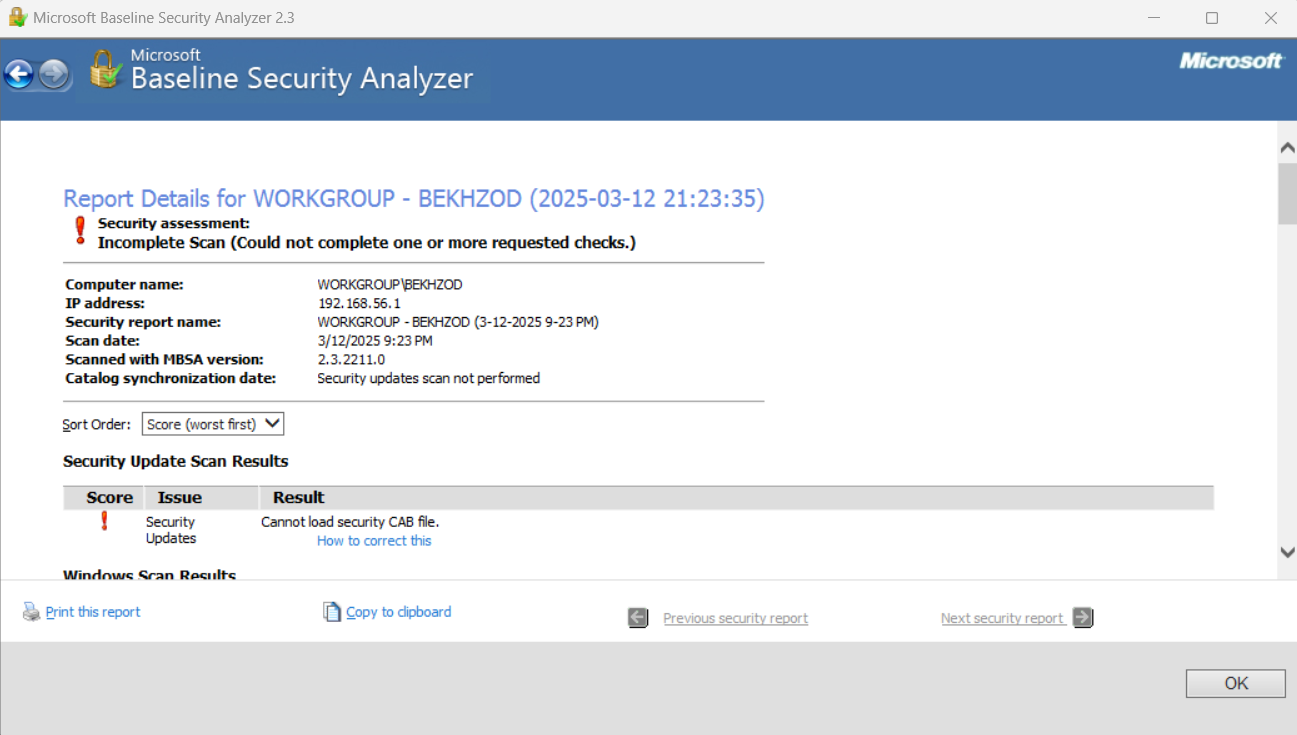 Microsoft Baseline Security Analyzer 2.3
Microsoft
Baseline Security Analyzer
Microsoft
Report Details for WORKGROUP - BEKHZOD (2025-03-12 21:23:35)
Security assessment:
Incomplete Scan (Could not complete one or more requested checks.)
Computer name: WORKGROUP\BEKHZOD
IP address: 192.168.56.1
Security report name: WORKGROUP - BEKHZOD (3-12-2025 9-23 PM)
Scan date: 3/12/2025 9:23 PM
Scanned with MBSA version: 2.3.2211.0
Catalog synchronization date: Security updates scan not performed
Sort Order: Score (worst first)
Security Update Scan Results
Score Issue Result
Security Cannot load security CAB file.
Updates How to correct this
Windows Scan Results
Print this report Copy to clipboard Previous security report Next security report
OK